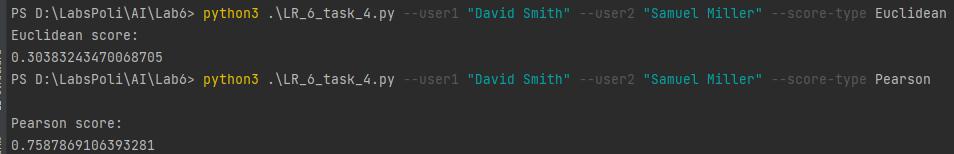 PS D:\LabsPoli\AI\Lab6> python3 .\LR_6_task_4.py --user1 "David Smith" --user2 "Samuel Miller" --score-type Euclidean
Euclidean score:
0.30383243470068705
PS D:\LabsPoli\AI\Lab6> python3 .\LR_6_task_4.py --user1 "David Smith" --user2 "Samuel Miller" --score-type Pearson
Pearson score:
0.7587869106393281